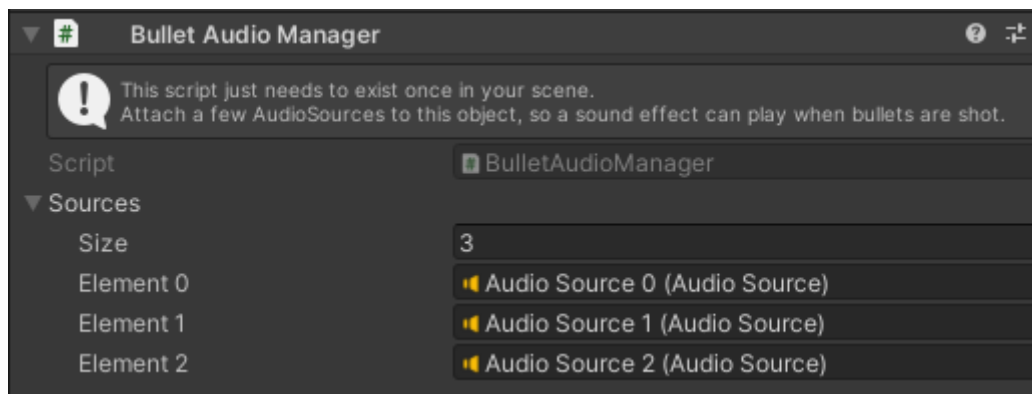 Bullet Audio Manager
This script just needs to exist once in your scene.
Attach a few AudioSources to this object, so a sound effect can play when bullets are shot.
Script BulletAudioManager
Sources
Size 3
Element 0 Audio Source 0 (Audio Source)
Element 1 Audio Source 1 (Audio Source)
Element 2 Audio Source 2 (Audio Source)